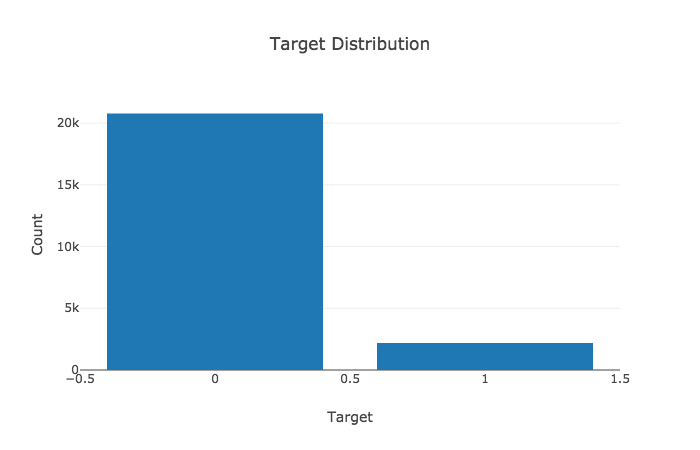 Target Distribution
20k
15k
10k
5k
0
−0.5
0
0.5
1
1.5
Count
Target